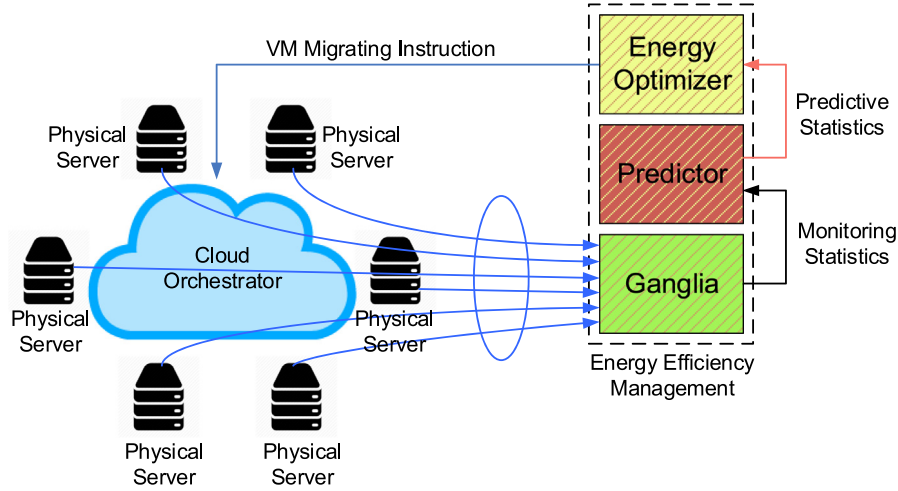 VM Migrating Instruction
Energy
Optimizer
Predictive
Statistics
Physical
Server
Physical
Server
Predictor
Monitoring
Statistics
Cloud
Orchestrator
Ganglia
Physical
Server
Physical
Server
Energy Efficiency
Management
Physical
Server
Physical
Server